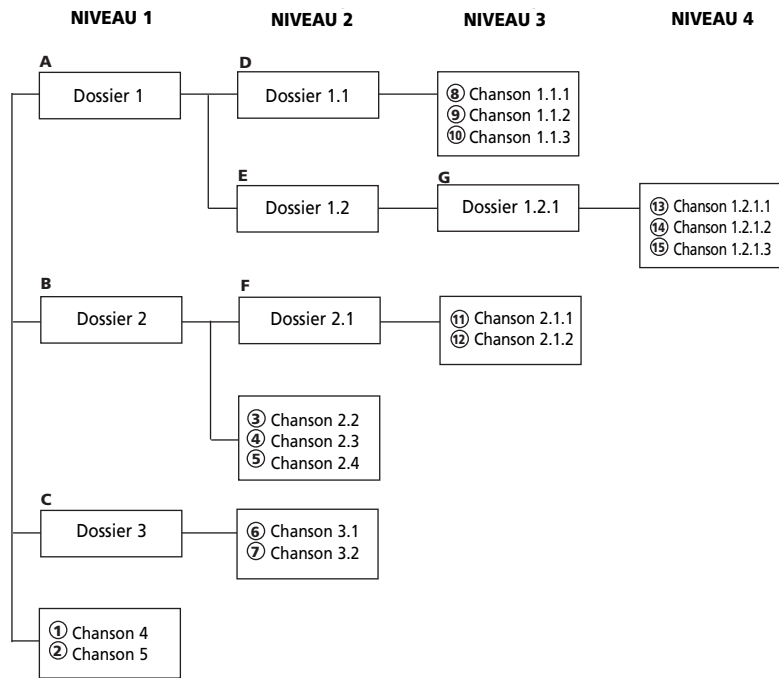 NIVEAU 1
NIVEAU 2
NIVEAU 3
NIVEAU 4
A
Dossier 1
D
Dossier 1.1
8 Chanson 1.1.1
9 Chanson 1.1.2
10 Chanson 1.1.3
E
Dossier 1.2
G
Dossier 1.2.1
13 Chanson 1.2.1.1
14 Chanson 1.2.1.2
15 Chanson 1.2.1.3
B
Dossier 2
F
Dossier 2.1
11 Chanson 2.1.1
12 Chanson 2.1.2
3 Chanson 2.2
4 Chanson 2.3
5 Chanson 2.4
C
Dossier 3
6 Chanson 3.1
7 Chanson 3.2
1 Chanson 4
2 Chanson 5